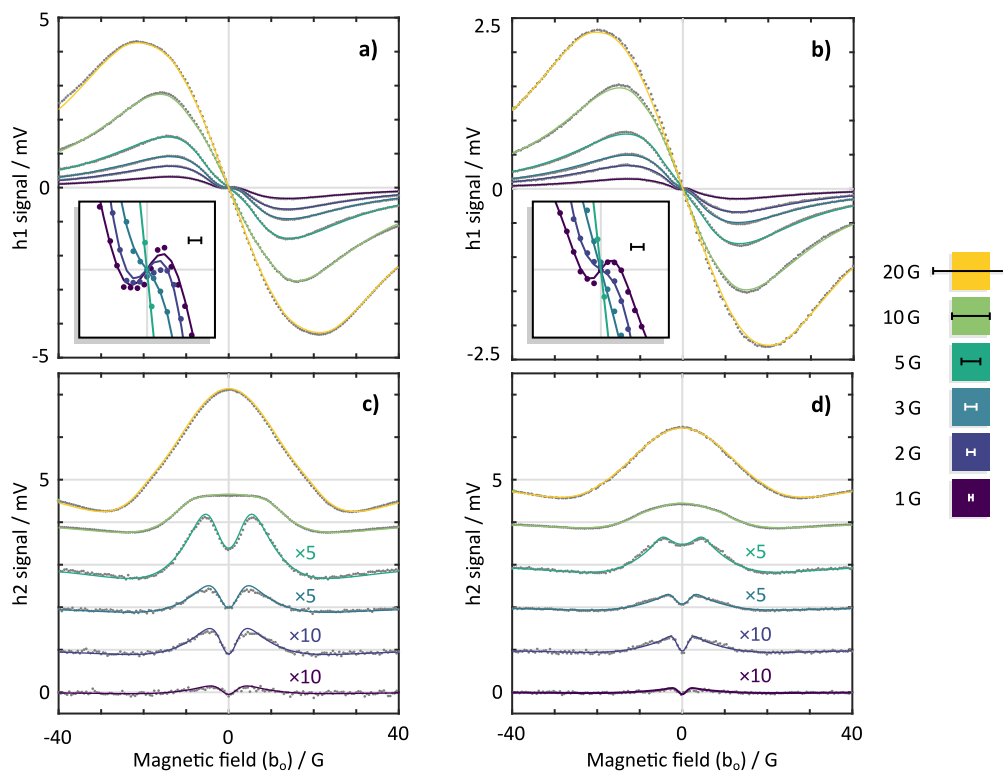 5
a)
h1 signal / mV
0
-5
2.5
b)
h1 signal / mV
0
-2.5
20 G
10 G
5 G
3 G
2 G
1 G
c)
h2 signal / mV
5
0
×5
×5
×10
×10
-40
0
40
Magnetic field (bₒ) / G
d)
h2 signal / mV
5
0
×5
×5
×10
×10
-40
0
40
Magnetic field (bₒ) / G